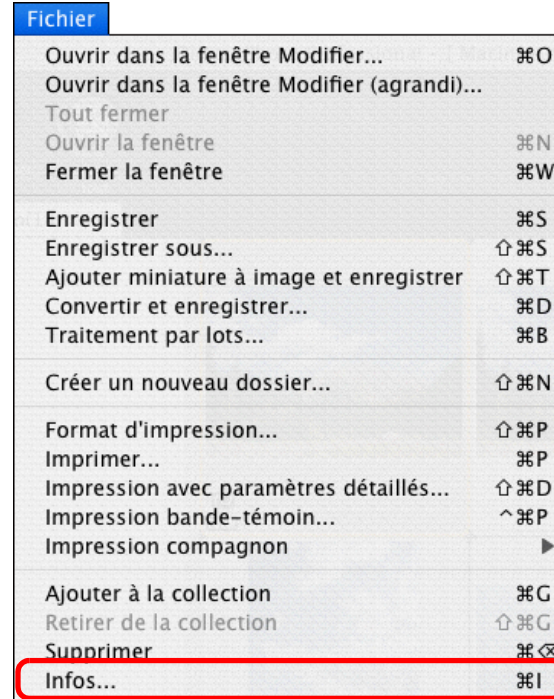 Fichier
Ouvrir dans la fenêtre Modifier... ⌘O
Ouvrir dans la fenêtre Modifier (agrandi)...
Tout fermer
Ouvrir la fenêtre ⌘N
Fermer la fenêtre ⌘W
Enregistrer ⌘S
Enregistrer sous... ⇧⌘S
Ajouter miniature à image et enregistrer ⇧⌘T
Convertir et enregistrer... ⌘D
Traitement par lots... ⌘B
Créer un nouveau dossier... ⇧⌘N
Format d'impression... ⇧⌘P
Imprimer... ⌘P
Impression avec paramètres détaillés... ⇧⌘D
Impression bande-témoin... ^⌘P
Impression compagnon ▶
Ajouter à la collection ⌘G
Retirer de la collection ⇧⌘G
Supprimer ⌘⌫
Infos... ⌘I